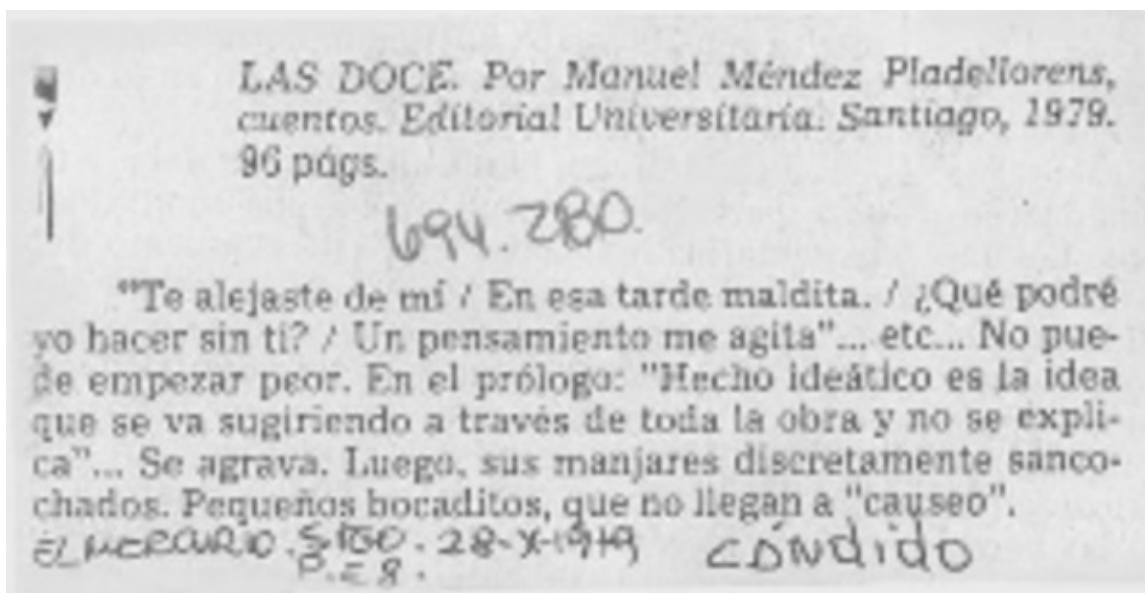 LAS DOCE. Por Manuel Méndez Pladellorens,
cuentos. Editorial Universitaria. Santiago, 1979.
96 págs.
694.280.
"Te alejaste de mí / En esa tarde maldita. / ¿Qué podré
yo hacer sin ti? / Un pensamiento me agita"... etc... No pue-
de empezar peor. En el prólogo: "Hecho ideático es la idea
que se va sugiriendo a través de toda la obra y no se expli-
ca"... Se agrava. Luego, sus manjares discretamente sanco-
chados. Pequeños bocaditos, que no llegan a "causeo".
EL MERCURIO. STGO. 28-X-1979 CÁNDIDO
P. E 8.